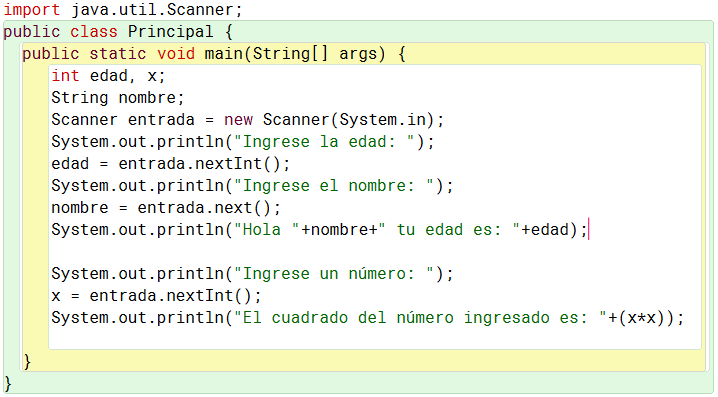 import java.util.Scanner;
public class Principal {
public static void main(String[] args) {
int edad, x;
String nombre;
Scanner entrada = new Scanner(System.in);
System.out.println("Ingrese la edad: ");
edad = entrada.nextInt();
System.out.println("Ingrese el nombre: ");
nombre = entrada.next();
System.out.println("Hola "+nombre+" tu edad es: "+edad);
System.out.println("Ingrese un número: ");
x = entrada.nextInt();
System.out.println("El cuadrado del número ingresado es: "+(x*x));
}
}